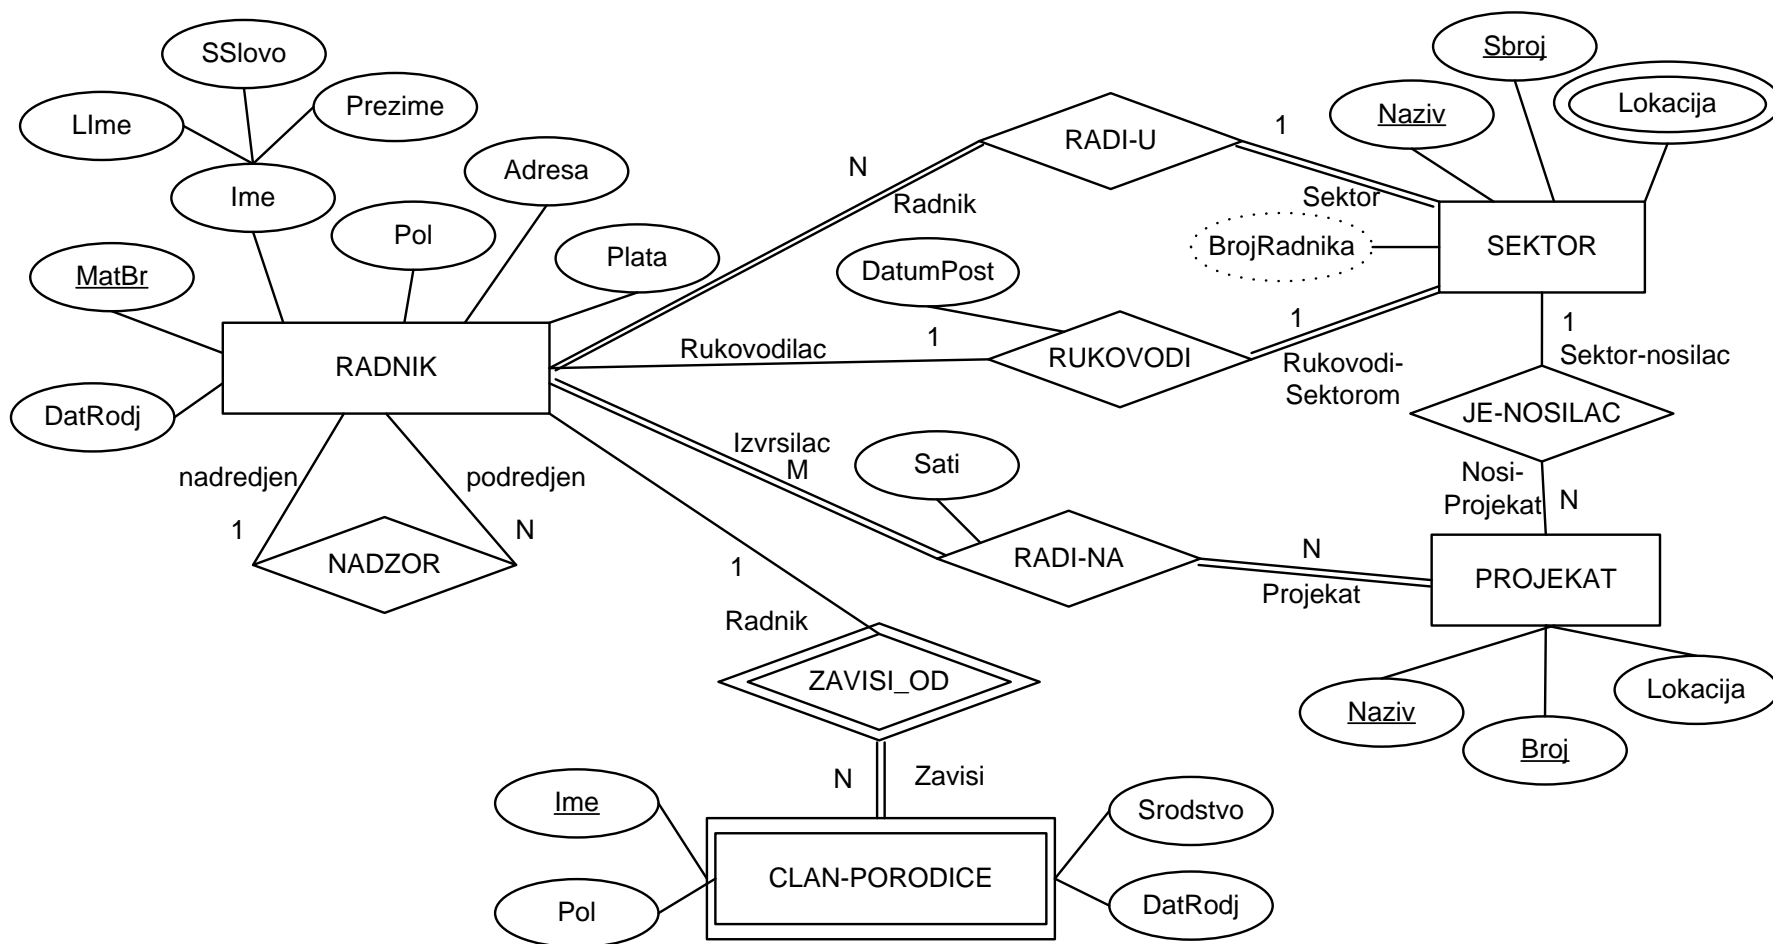 Sbroj
SSlovo
Lokacija
LIme
Prezime
Naziv
1
RADI-U
N
Adresa
Ime
Radnik
Sektor
Pol
BrojRadnika
SEKTOR
Plata
DatumPost
MatBr
1
1
1
Rukovodilac
RUKOVODI
Rukovodi-
Sektorom
Sektor-nosilac
RADNIK
DatRodj
JE-NOSILAC
Izvrsilac
M
Sati
nadredjen
podredjen
Nosi-
Projekat
N
1
N
NADZOR
1
RADI-NA
N
Projekat
PROJEKAT
Radnik
ZAVISI_OD
Lokacija
Naziv
Broj
N
Zavisi
Ime
Srodstvo
CLAN-PORODICE
Pol
DatRodj